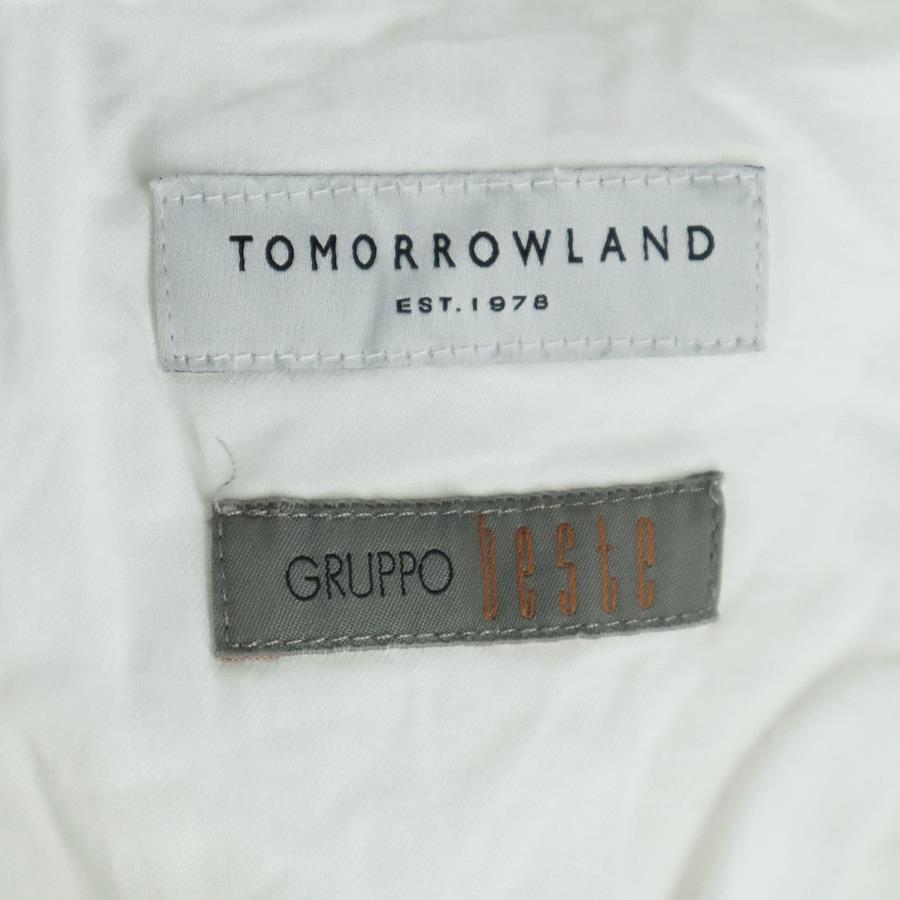 TOMORROWLAND
EST. 1978
GRUPPO beste